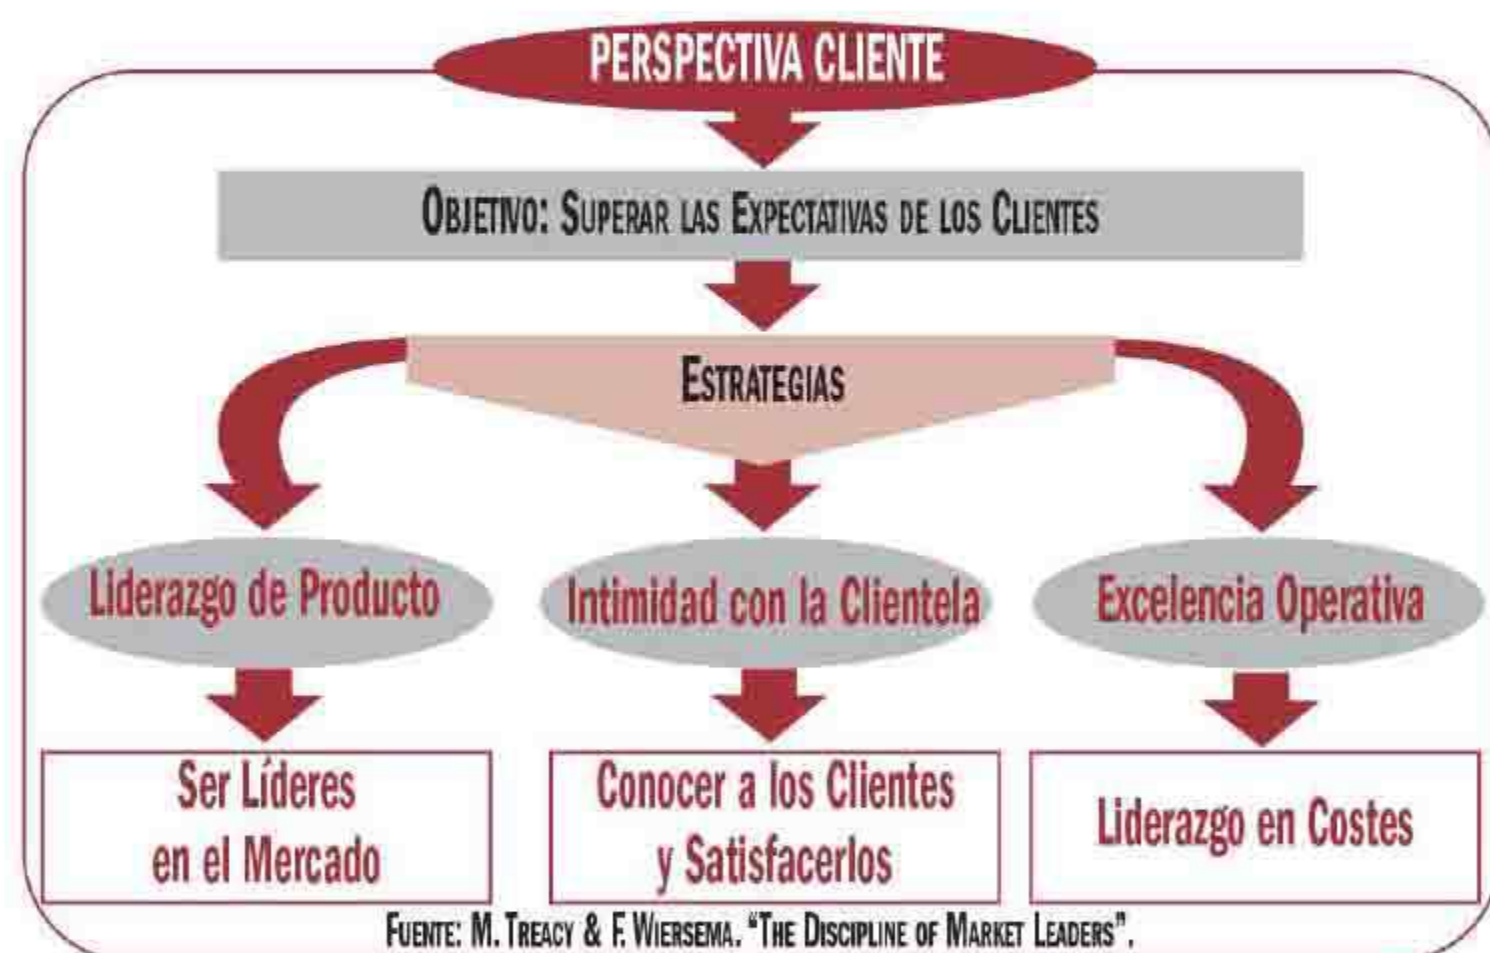 PERSPECTIVA CLIENTE
OBJETIVO: SUPERAR LAS EXPECTATIVAS DE LOS CLIENTES
ESTRATEGIAS
Liderazgo de Producto
Intimidad con la Clientela
Excelencia Operativa
Ser Líderes
en el Mercado
Conocer a los Clientes
y Satisfacerlos
Liderazgo en Costes
FUENTE: M. TREACY & F. WIERSEMA. "THE DISCIPLINE OF MARKET LEADERS".